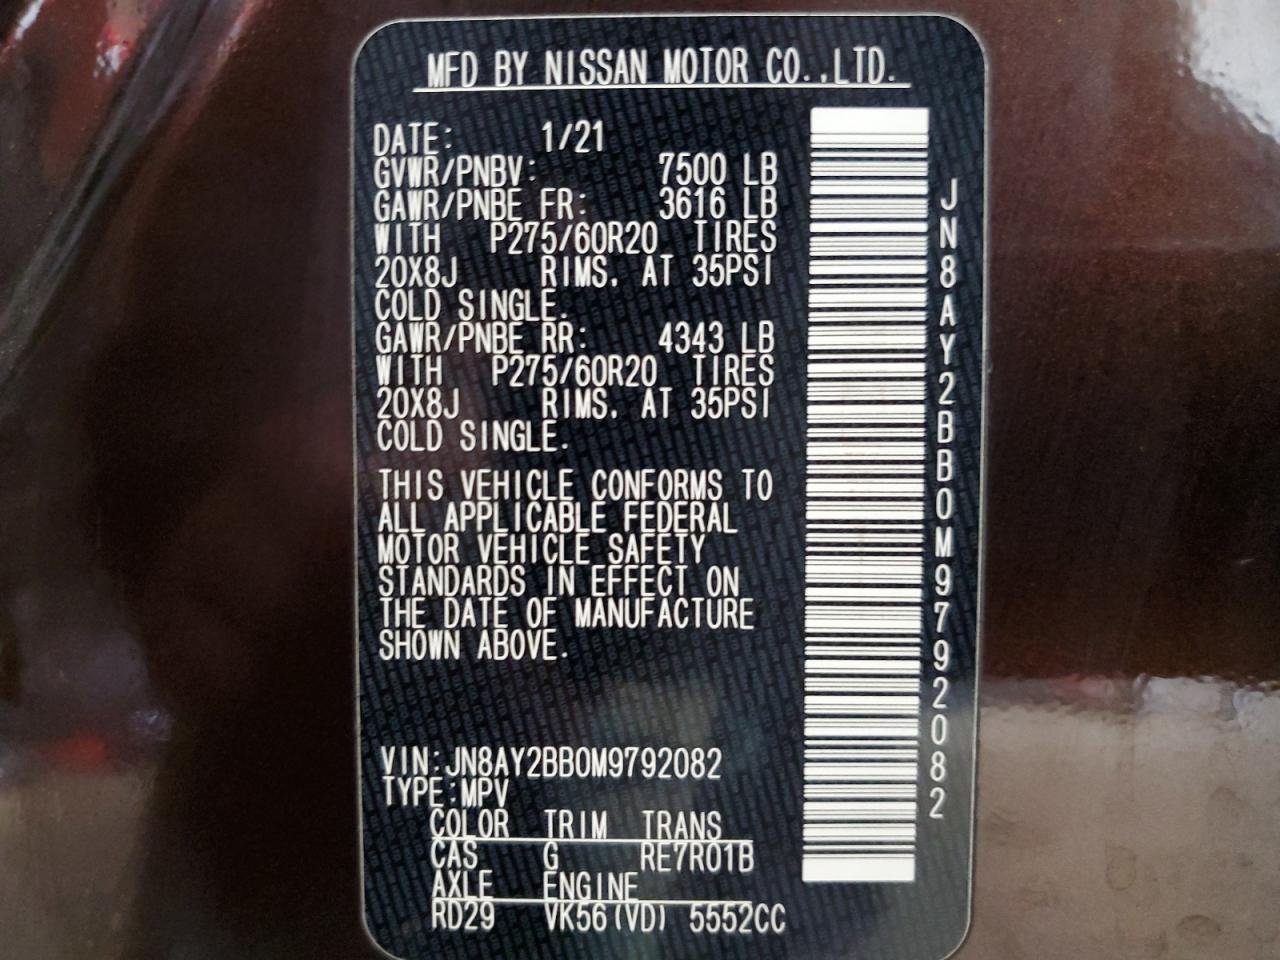 MFD BY NISSAN MOTOR CO.,LTD.
DATE: 1/21
GVWR/PNBV: 7500 LB
GAWR/PNBE FR: 3616 LB
WITH P275/60R20 TIRES
20X8J RIMS. AT 35PSI
COLD SINGLE.
GAWR/PNBE RR: 4343 LB
WITH P275/60R20 TIRES
20X8J RIMS. AT 35PSI
COLD SINGLE.
THIS VEHICLE CONFORMS TO
ALL APPLICABLE FEDERAL
MOTOR VEHICLE SAFETY
STANDARDS IN EFFECT ON
THE DATE OF MANUFACTURE
SHOWN ABOVE.
VIN:JN8AY2BB0M9792082
TYPE:MPV
COLOR TRIM TRANS
CAS G RE7R01B
AXLE ENGINE
RD29 VK56(VD) 5552CC
JN8AY2BB0M9792082